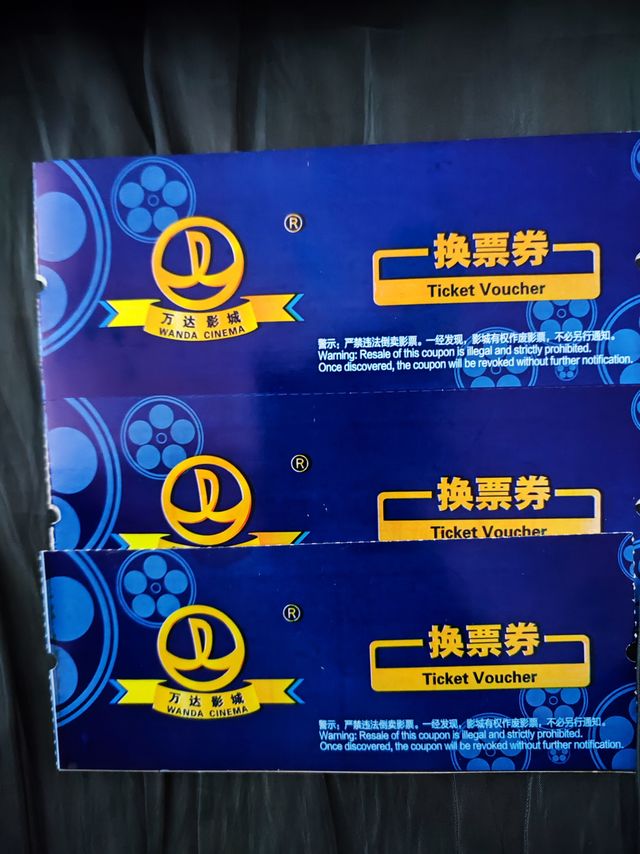 ®
换票券
Ticket Voucher
万达影城
WANDA CINEMA
警示：严禁违法倒卖影票。一经发现，影城有权作废影票，不必另行通知。
Warning: Resale of this coupon is illegal and strictly prohibited.
Once discovered, the coupon will be revoked without further notification.
®
换票券
Ticket Voucher
®
换票券
Ticket Voucher
万达影城
WANDA CINEMA
警示：严禁违法倒卖影票。一经发现，影城有权作废影票，不必另行通知。
Warning: Resale of this coupon is illegal and strictly prohibited.
Once discovered, the coupon will be revoked without further notification.